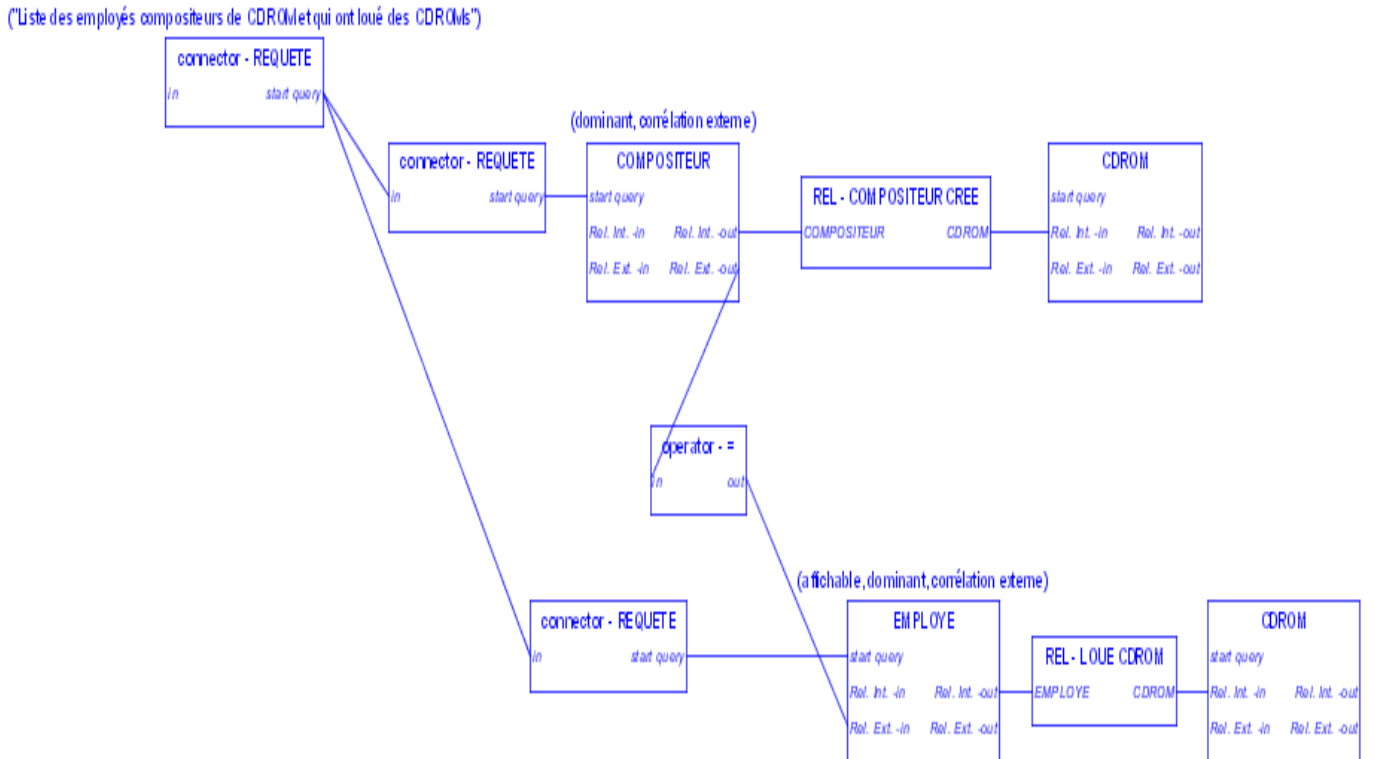 ("Liste des employés compositeurs de CDROM et qui ont loué des CDROMs")
connector - REQUETE
in start query
(dominant, corrélation externe)
connector - REQUETE
in start query
COMPOSITEUR
start query
Rel. Int. -in Rel. Int. -out
Rel. Ext. -in Rel. Ext. -out
REL - COMPOSITEUR CREE
COMPOSITEUR CDROM
CDROM
start query
Rel. Int. -in Rel. Int. -out
Rel. Ext. -in Rel. Ext. -out
operator - =
in out
(affichable, dominant, corrélation externe)
connector - REQUETE
in start query
EMPLOYE
start query
Rel. Int. -in Rel. Int. -out
Rel. Ext. -in Rel. Ext. -out
REL - LOUE CDROM
EMPLOYE CDROM
CDROM
start query
Rel. Int. -in Rel. Int. -out
Rel. Ext. -in Rel. Ext. -out